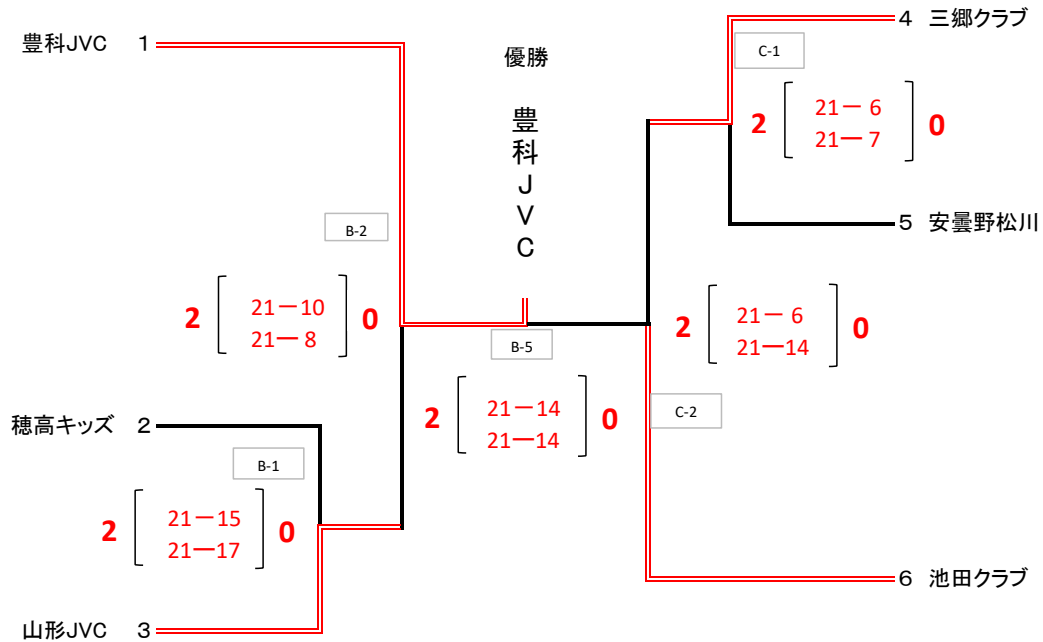 豊科JVC 1
優勝
豊科JVC
4 三郷クラブ
C-1
2 21－6 0
21－7
5 安曇野松川
B-2
2 21－10 0
21－8
B-5
2 21－14 0
21－14
2 21－6 0
21－14
C-2
穂高キッズ 2
B-1
2 21－15 0
21－17
山形JVC 3
6 池田クラブ